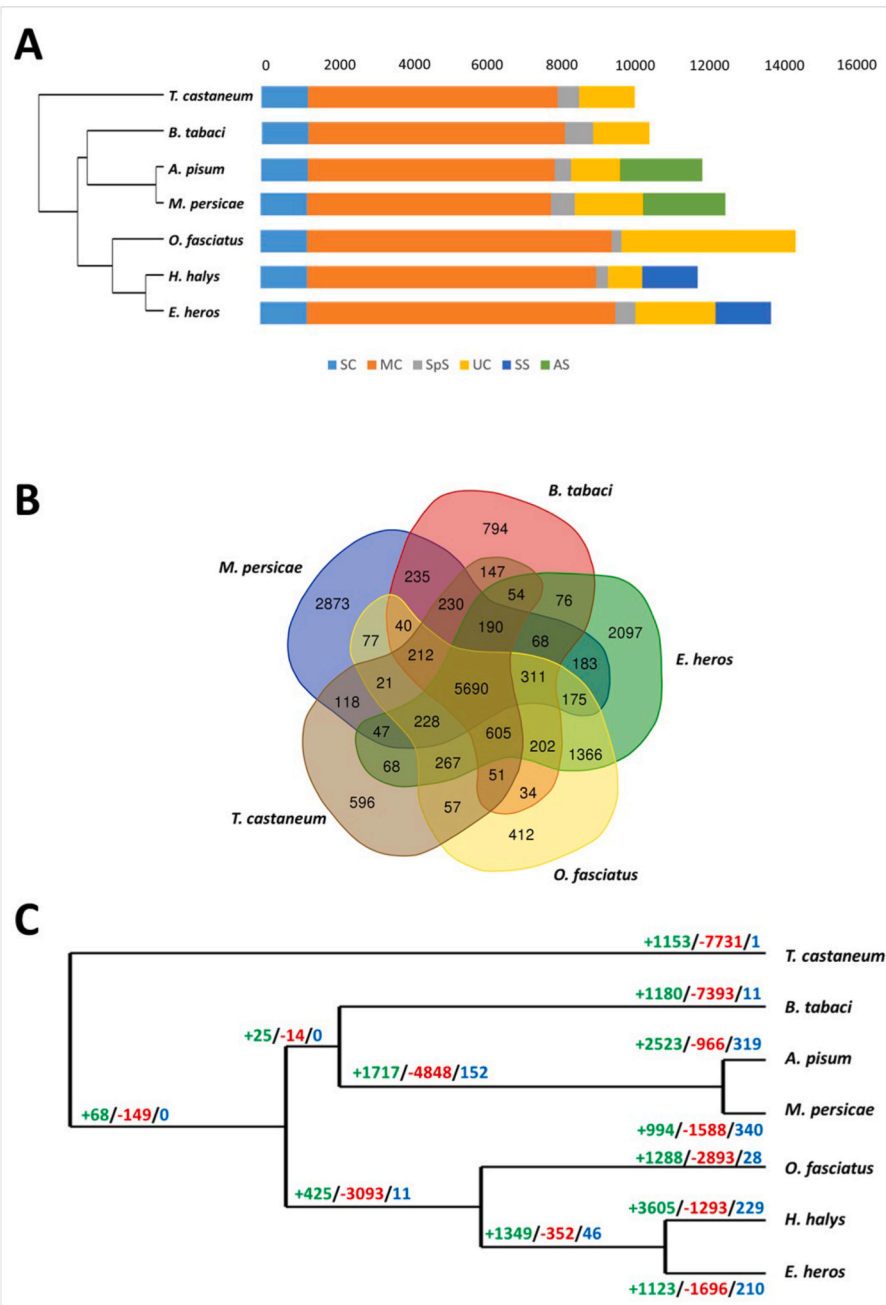 A
0 2000 4000 6000 8000 10000 12000 14000 16000
T. castaneum
B. tabaci
A. pisum
M. persicae
O. fasciatus
H. halys
E. heros
SC MC SpS UC SS AS
B
B. tabaci
M. persicae
E. heros
T. castaneum
O. fasciatus
794
147
235
54
76
2873
230
2097
40
190
77
68
212
183
311
21
5690
175
118
228
47
605
202
1366
68
267
51
34
596
57
412
C
+1153/-7731/1
T. castaneum
+1180/-7393/11
B. tabaci
+25/-14/0
+2523/-966/319
A. pisum
+1717/-4848/152
M. persicae
+68/-149/0
+994/-1588/340
+1288/-2893/28
O. fasciatus
+425/-3093/11
+3605/-1293/229
H. halys
+1349/-352/46
E. heros
+1123/-1696/210